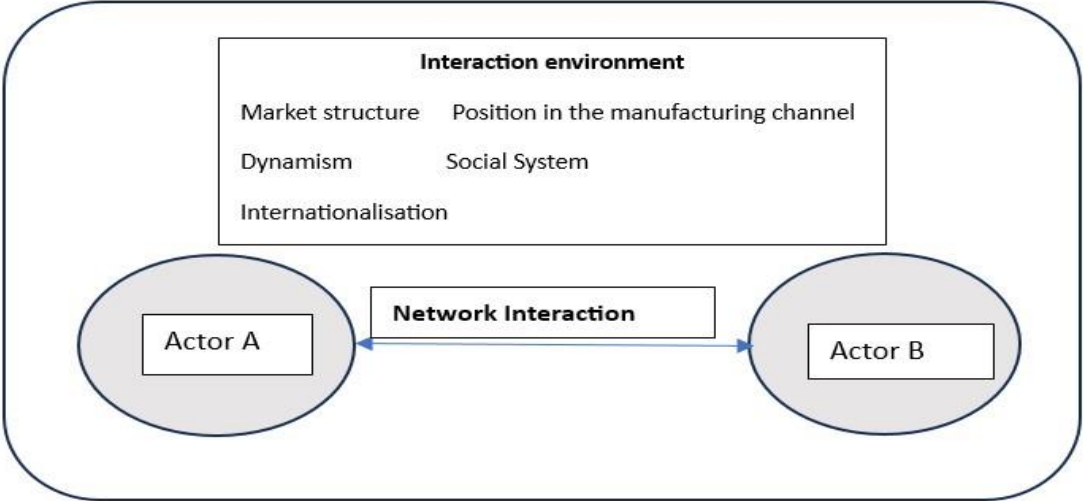 Interaction environment
Market structure Position in the manufacturing channel
Dynamism Social System
Internationalisation
Network Interaction
Actor A
Actor B